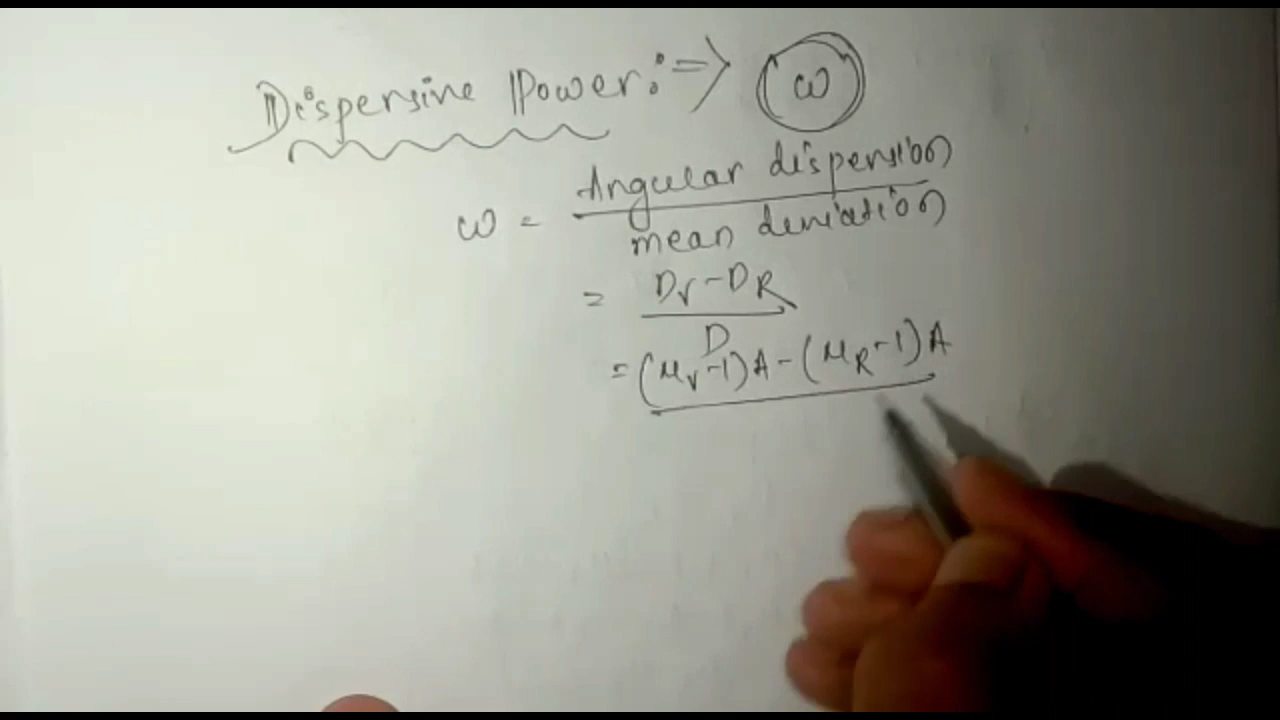 Dispersive Power :⇒ ω
ω = Angular dispersion / mean deviation
= Dv - DR / D
= (μv-1)A - (μR-1)A